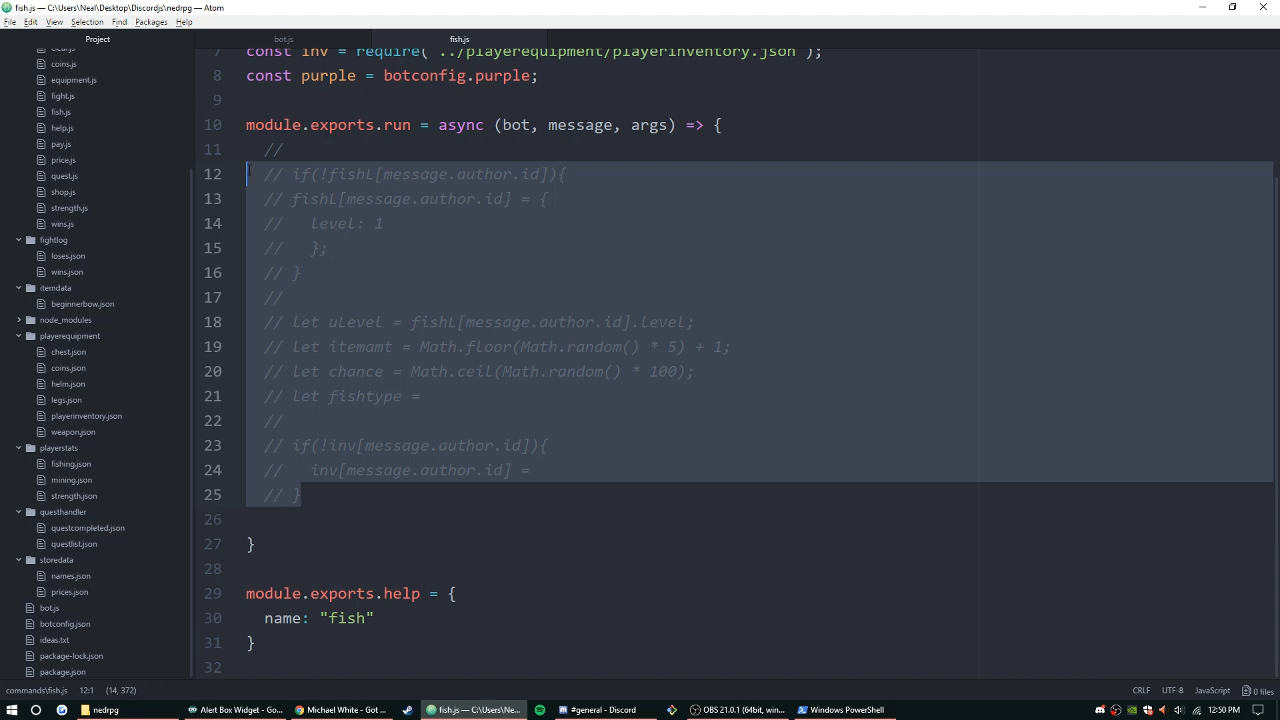 fish.js — C:\Users\Neal\Desktop\Discordjs\nedrpg — Atom
File Edit View Selection Find Packages Help
Project
bot.js
fish.js
coins.js
equipment.js
fight.js
fish.js
help.js
pay.js
price.js
quest.js
shop.js
strength.js
wins.js
fightlog
loses.json
wins.json
itemdata
beginnerbow.json
node_modules
playerequipment
chest.json
coins.json
helm.json
legs.json
playerinventory.json
weapon.json
playerstats
fishing.json
mining.json
strength.json
questhandler
questcompleted.json
questlist.json
storedata
names.json
prices.json
bot.js
botconfig.json
ideas.txt
package-lock.json
package.json
7 const inv = require("../playerequipment/playerinventory.json");
8 const purple = botconfig.purple;
9
10 module.exports.run = async (bot, message, args) => {
11 //
12 // if(!fishL[message.author.id]){
13 // fishL[message.author.id] = {
14 // level: 1
15 // };
16 // }
17 //
18 // let uLevel = fishL[message.author.id].Level;
19 // let itemamt = Math.floor(Math.random() * 5) + 1;
20 // let chance = Math.ceil(Math.random() * 100);
21 // let fishtype =
22 //
23 // if(!inv[message.author.id]){
24 // inv[message.author.id] =
25 // }
26
27 }
28
29 module.exports.help = {
30 name: "fish"
31 }
32
commands\fish.js 12:1 (14, 372) CRLF UTF-8 JavaScript 0 files
nedrpg Alert Box Widget - Go... Michael White - Got ... fish.js — C:\Users\Ne... #general - Discord OBS 21.0.1 (64bit, win... Windows PowerShell 12:50 PM